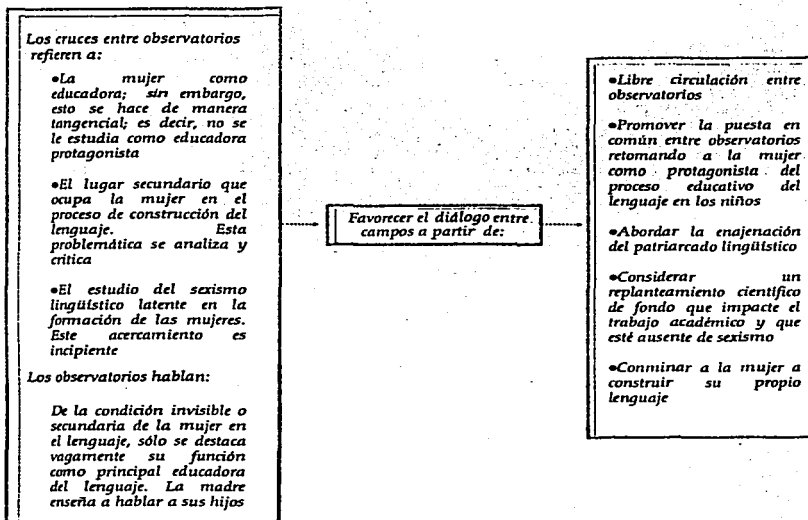 Los cruces entre observatorios
refieren a:
•La mujer como
educadora; sin embargo,
esto se hace de manera
tangencial; es decir, no se
le estudia como educadora
protagonista
•El lugar secundario que
ocupa la mujer en el
proceso de construcción del
lenguaje. Esta
problemática se analiza y
critica
•El estudio del sexismo
lingüístico latente en la
formación de las mujeres.
Este acercamiento es
incipiente
Los observatorios hablan:
De la condición invisible o
secundaria de la mujer en
el lenguaje, sólo se destaca
vagamente su función
como principal educadora
del lenguaje. La madre
enseña a hablar a sus hijos
Favorecer el diálogo entre
campos a partir de:
•Libre circulación entre
observatorios
•Promover la puesta en
común entre observatorios
retomando a la mujer
como protagonista del
proceso educativo del
lenguaje en los niños
•Abordar la enajenación
del patriarcado lingüístico
•Considerar un
replanteamiento científico
de fondo que impacte el
trabajo académico y que
esté ausente de sexismo
•Conminar a la mujer a
construir su propio
lenguaje